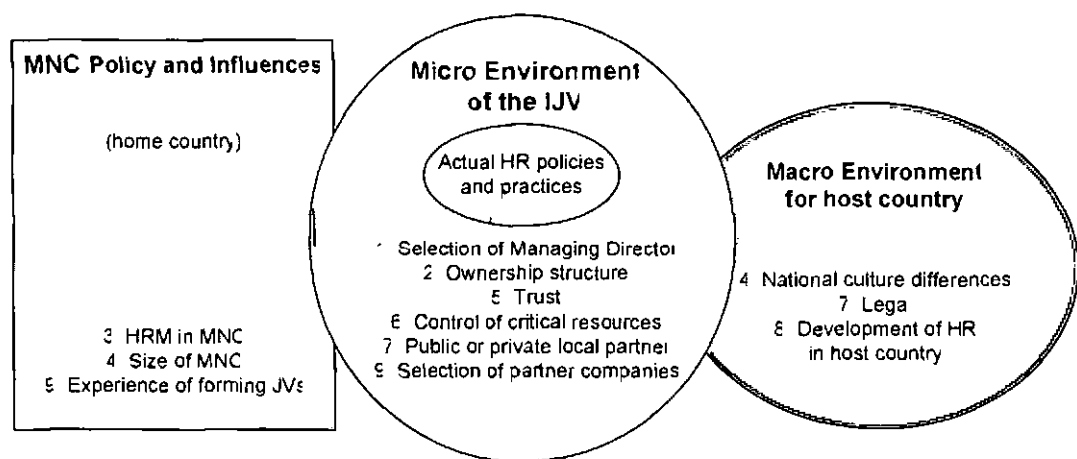 MNC Policy and Influences
(home country)
3 HRM in MNC
4 Size of MNC
5 Experience of forming JVs
Micro Environment
of the IJV
Actual HR policies
and practices
1 Selection of Managing Director
2 Ownership structure
5 Trust
6 Control of critical resources
7 Public or private local partner
9 Selection of partner companies
Macro Environment
for host country
4 National culture differences
7 Lega
8 Development of HR
in host country